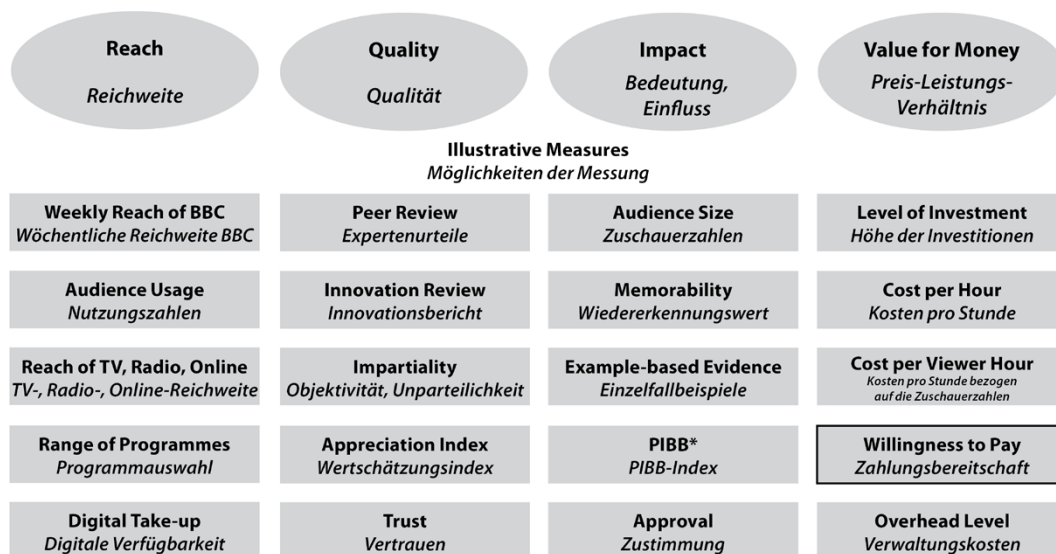 Reach
Reichweite
Quality
Qualität
Impact
Bedeutung,
Einfluss
Value for Money
Preis-Leistungs-
Verhältnis
Illustrative Measures
Möglichkeiten der Messung
Weekly Reach of BBC
Wöchentliche Reichweite BBC
Peer Review
Expertenurteile
Audience Size
Zuschauerzahlen
Level of Investment
Höhe der Investitionen
Audience Usage
Nutzungszahlen
Innovation Review
Innovationsbericht
Memorability
Wiedererkennungswert
Cost per Hour
Kosten pro Stunde
Reach of TV, Radio, Online
TV-, Radio-, Online-Reichweite
Impartiality
Objektivität, Unparteilichkeit
Example-based Evidence
Einzelfallbeispiele
Cost per Viewer Hour
Kosten pro Stunde bezogen
auf die Zuschauerzahlen
Range of Programmes
Programmauswahl
Appreciation Index
Wertschätzungsindex
PIBB*
PIBB-Index
Willingness to Pay
Zahlungsbereitschaft
Digital Take-up
Digitale Verfügbarkeit
Trust
Vertrauen
Approval
Zustimmung
Overhead Level
Verwaltungskosten